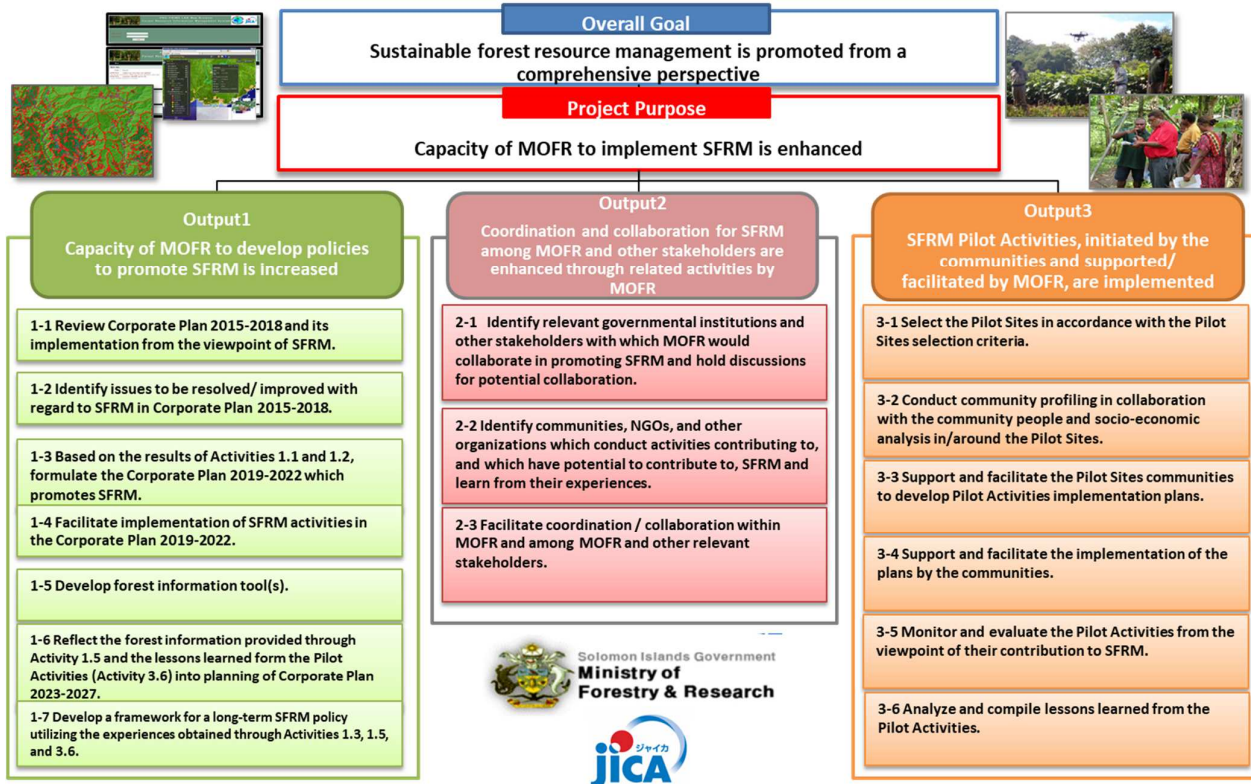 Overall Goal
Sustainable forest resource management is promoted from a
comprehensive perspective
Project Purpose
Capacity of MOFR to implement SFRM is enhanced
Output1
Capacity of MOFR to develop policies
to promote SFRM is increased
1-1 Review Corporate Plan 2015-2018 and its
implementation from the viewpoint of SFRM.
1-2 Identify issues to be resolved/ improved with
regard to SFRM in Corporate Plan 2015-2018.
1-3 Based on the results of Activities 1.1 and 1.2,
formulate the Corporate Plan 2019-2022 which
promotes SFRM.
1-4 Facilitate implementation of SFRM activities in
the Corporate Plan 2019-2022.
1-5 Develop forest information tool(s).
1-6 Reflect the forest information provided through
Activity 1.5 and the lessons learned form the Pilot
Activities (Activity 3.6) into planning of Corporate Plan
2023-2027.
1-7 Develop a framework for a long-term SFRM policy
utilizing the experiences obtained through Activities 1.3, 1.5,
and 3.6.
Output2
Coordination and collaboration for SFRM
among MOFR and other stakeholders are
enhanced through related activities by
MOFR
2-1 Identify relevant governmental institutions and
other stakeholders with which MOFR would
collaborate in promoting SFRM and hold discussions
for potential collaboration.
2-2 Identify communities, NGOs, and other
organizations which conduct activities contributing to,
and which have potential to contribute to, SFRM and
learn from their experiences.
2-3 Facilitate coordination / collaboration within
MOFR and among MOFR and other relevant
stakeholders.
Solomon Islands Government
Ministry of
Forestry & Research
ジャイカ
jICA
Output3
SFRM Pilot Activities, initiated by the
communities and supported/
facilitated by MOFR, are implemented
3-1 Select the Pilot Sites in accordance with the Pilot
Sites selection criteria.
3-2 Conduct community profiling in collaboration
with the community people and socio-economic
analysis in/around the Pilot Sites.
3-3 Support and facilitate the Pilot Sites communities
to develop Pilot Activities implementation plans.
3-4 Support and facilitate the implementation of the
plans by the communities.
3-5 Monitor and evaluate the Pilot Activities from the
viewpoint of their contribution to SFRM.
3-6 Analyze and compile lessons learned from the
Pilot Activities.